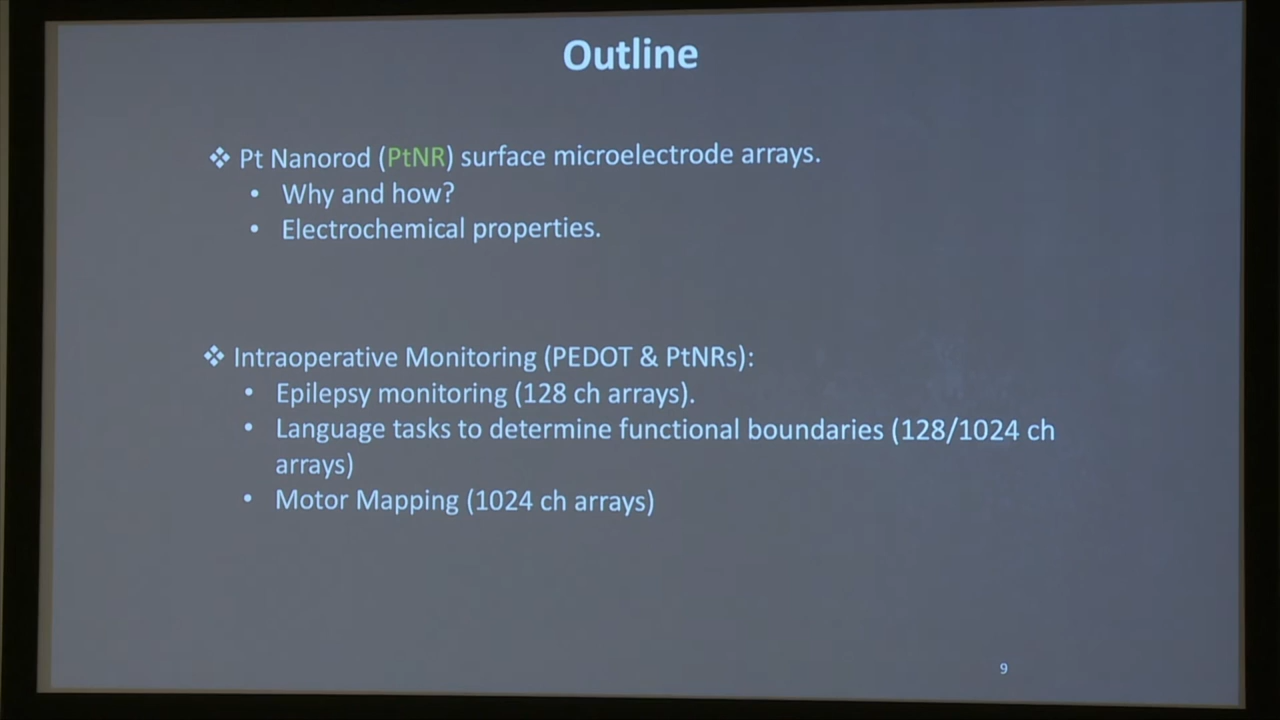 Outline
❖ Pt Nanorod (PtNR) surface microelectrode arrays.
• Why and how?
• Electrochemical properties.
❖ Intraoperative Monitoring (PEDOT & PtNRs):
• Epilepsy monitoring (128 ch arrays).
• Language tasks to determine functional boundaries (128/1024 ch
arrays)
• Motor Mapping (1024 ch arrays)
9